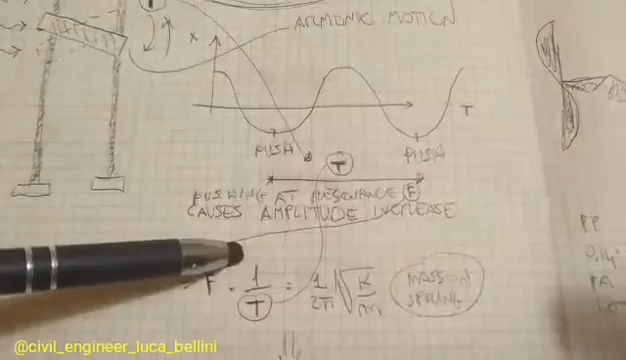 T
ARMONIC MOTION
x
T
PUSH
PUSH
T
PUSHING AT RESONANCE F
CAUSES AMPLITUDE INCREASE
F = 1/T = 1/2π √K/m
MASS ON
SPRING
@civil_engineer_luca_bellini